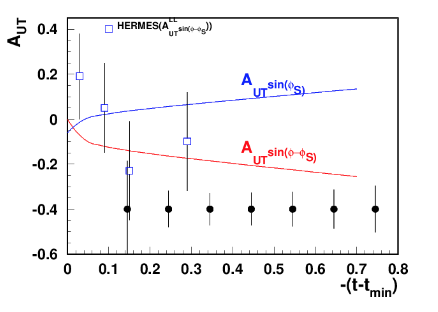 A_UT
0.4
0.2
0
-0.2
-0.4
-0.6
HERMES(A_UT^LL sin(φ-φ_S))
A_UT^sin(φ_S)
A_UT^sin(φ-φ_S)
0 0.1 0.2 0.3 0.4 0.5 0.6 0.7 0.8
-(t-t_min)